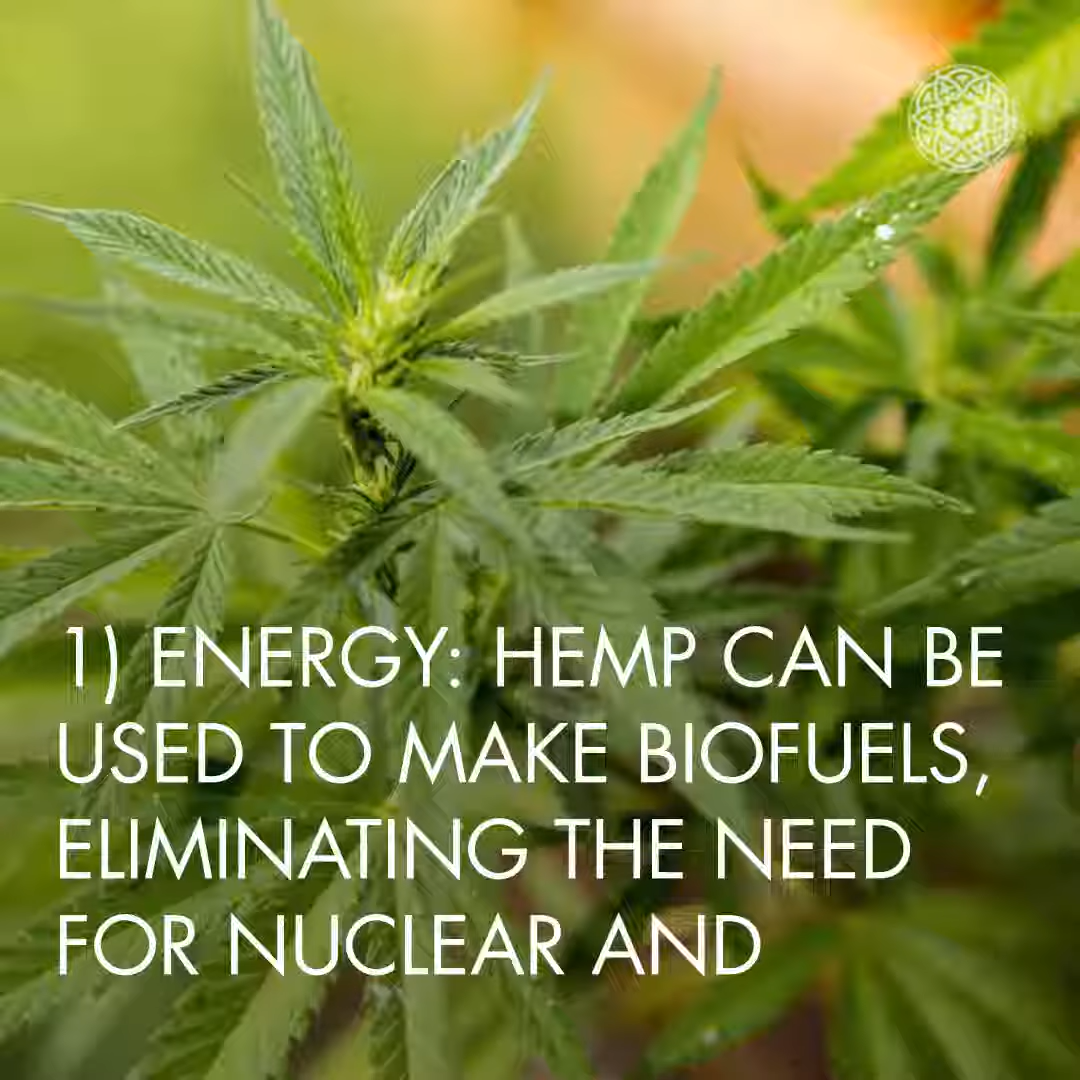 1) ENERGY: HEMP CAN BE
USED TO MAKE BIOFUELS,
ELIMINATING THE NEED
FOR NUCLEAR AND